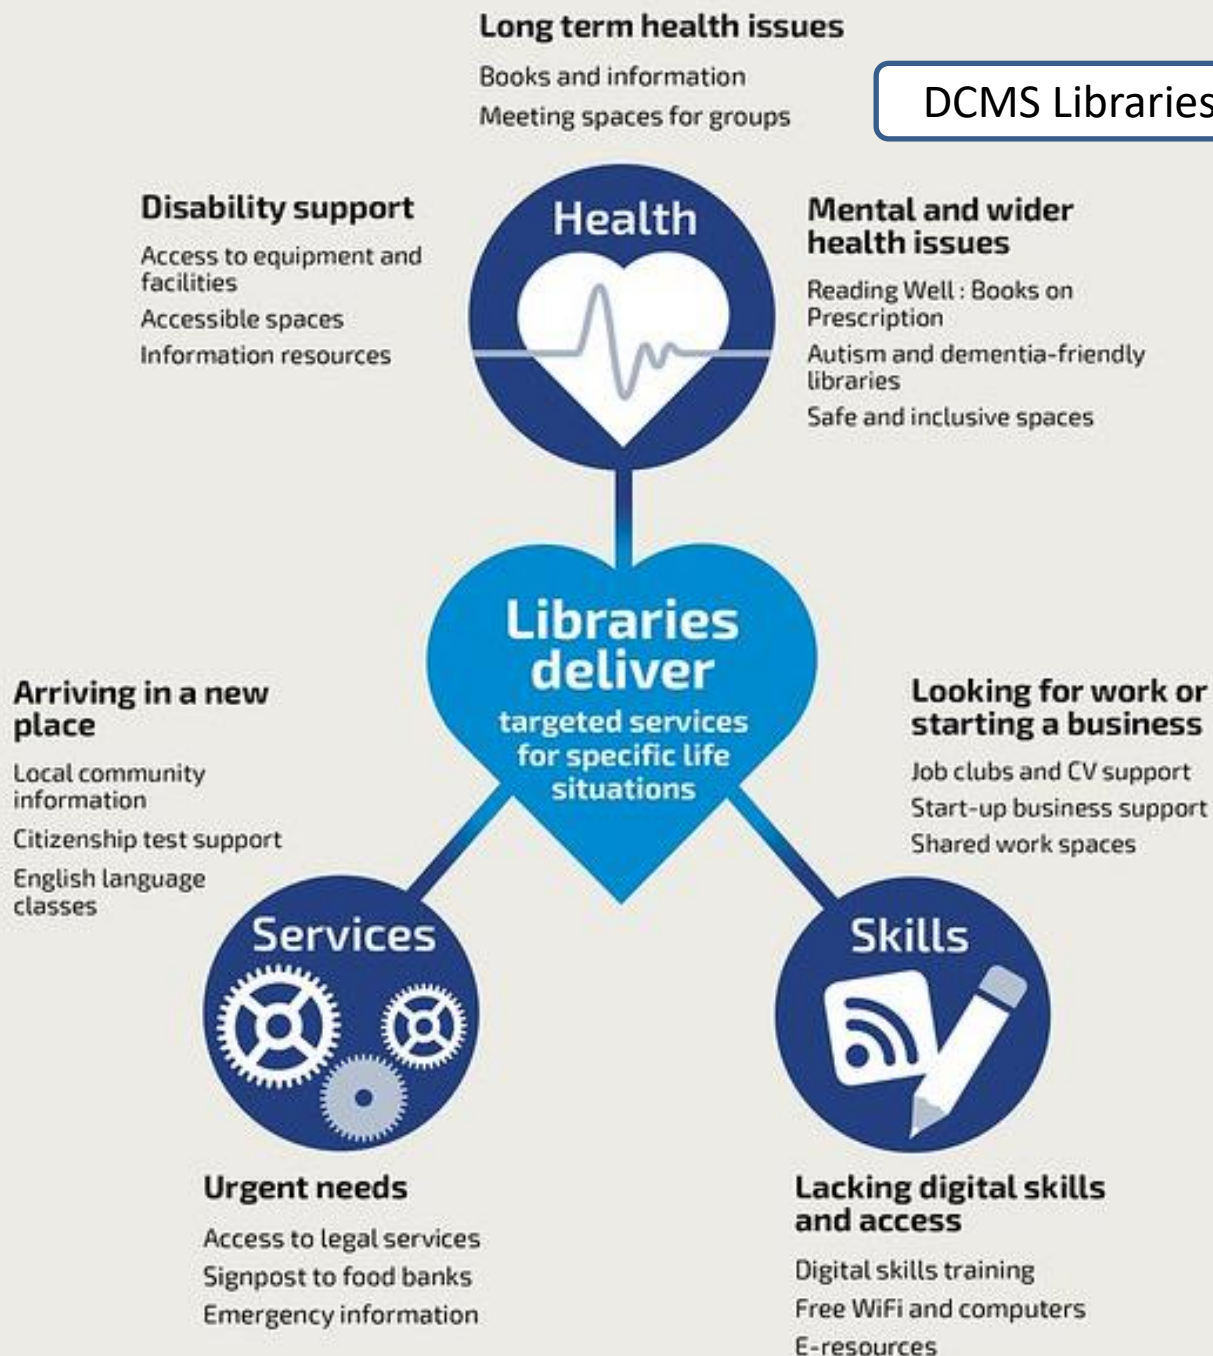 Long term health issues
Books and information
Meeting spaces for groups
DCMS Libraries
Disability support
Access to equipment and
facilities
Accessible spaces
Information resources
Health
Mental and wider
health issues
Reading Well : Books on
Prescription
Autism and dementia-friendly
libraries
Safe and inclusive spaces
Libraries
deliver
targeted services
for specific life
situations
Arriving in a new
place
Local community
information
Citizenship test support
English language
classes
Looking for work or
starting a business
Job clubs and CV support
Start-up business support
Shared work spaces
Services
Skills
Urgent needs
Access to legal services
Signpost to food banks
Emergency information
Lacking digital skills
and access
Digital skills training
Free WiFi and computers
E-resources